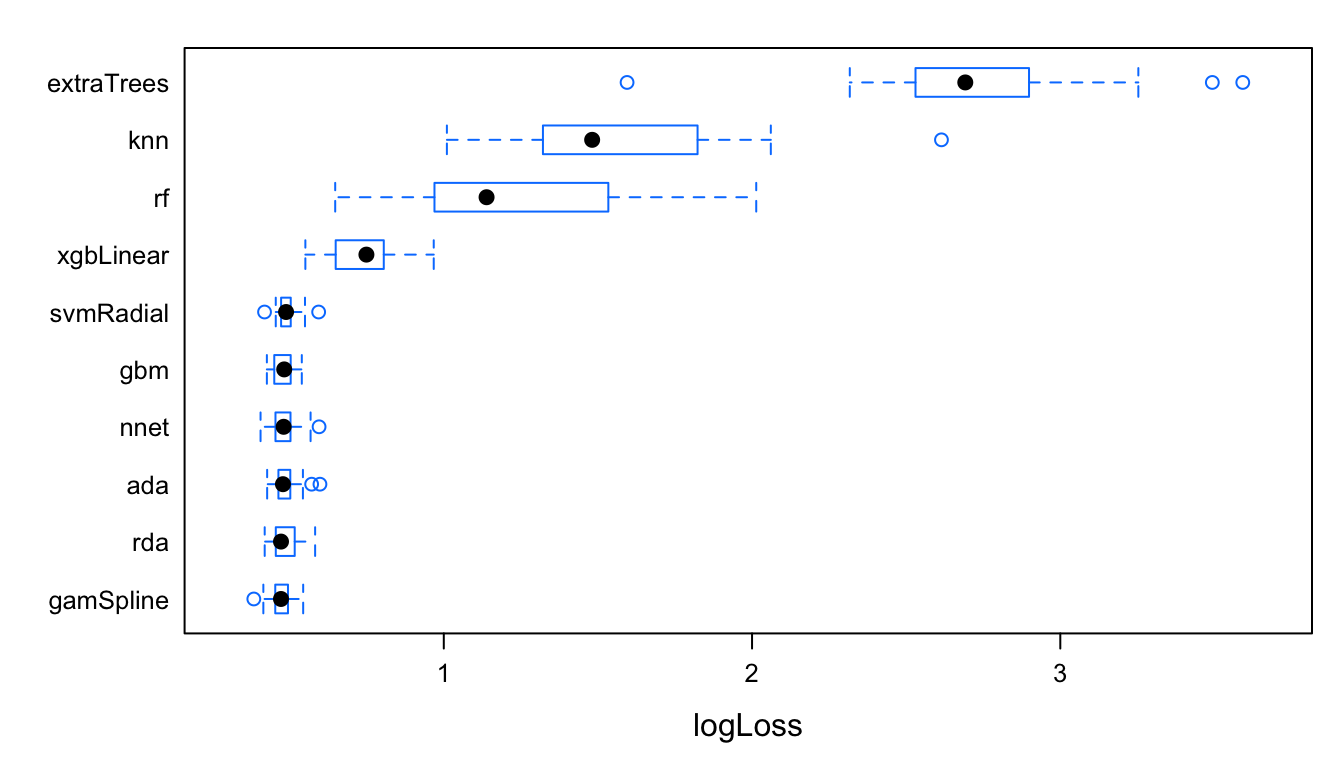 extraTrees
knn
rf
xgbLinear
svmRadial
gbm
nnet
ada
rda
gamSpline
1 2 3
logLoss